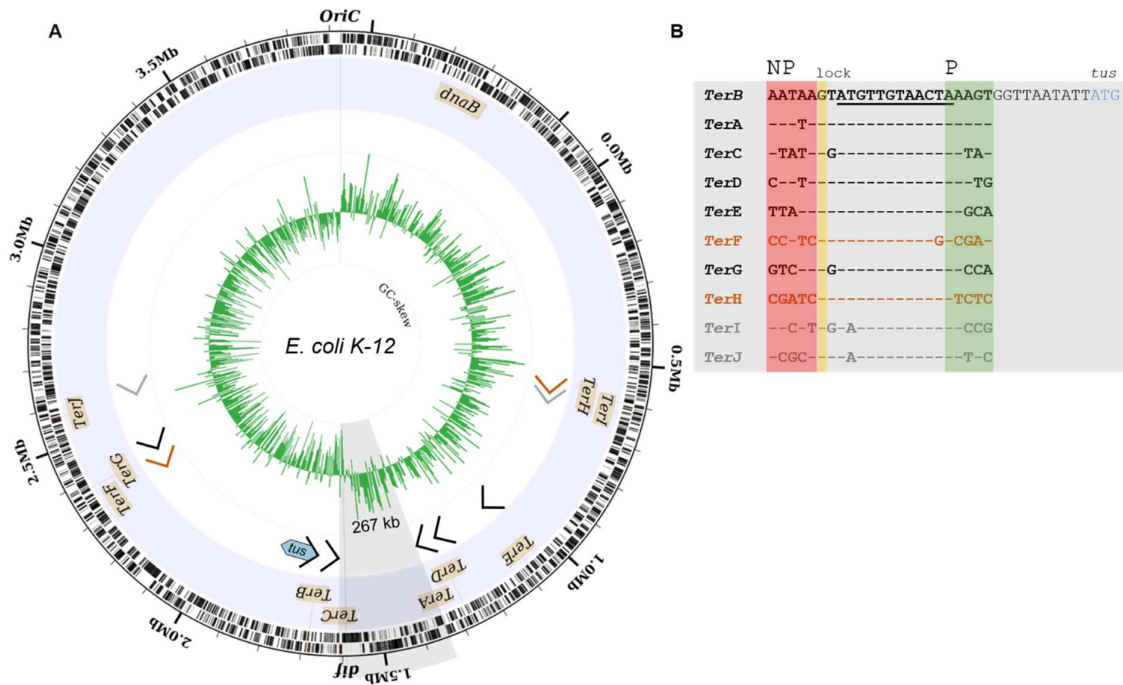 A
OriC
dnaB
3.5Mb
0.0Mb
3.0Mb
GC-skew
E. coli K-12
0.5Mb
TerI
TerH
TerJ
2.5Mb
TerG
TerF
267 kb
tus
TerE
1.0Mb
TerD
TerA
TerB
TerC
2.0Mb
dif
1.5Mb
B
NP lock P tus
TerB AATAAGTATGTTGTAACTAAAGTGGTTAATATTATG
TerA ---T-------------------
TerC -TAT--G-------------TA-
TerD C--T-----------------TG
TerE TTA-----------------GCA
TerF CC-TC------------G-CGA-
TerG GTC---G-------------CCA
TerH CGATC--------------TCTC
TerI --C-T-G-A-----------CCG
TerJ -CGC----A-----------T-C